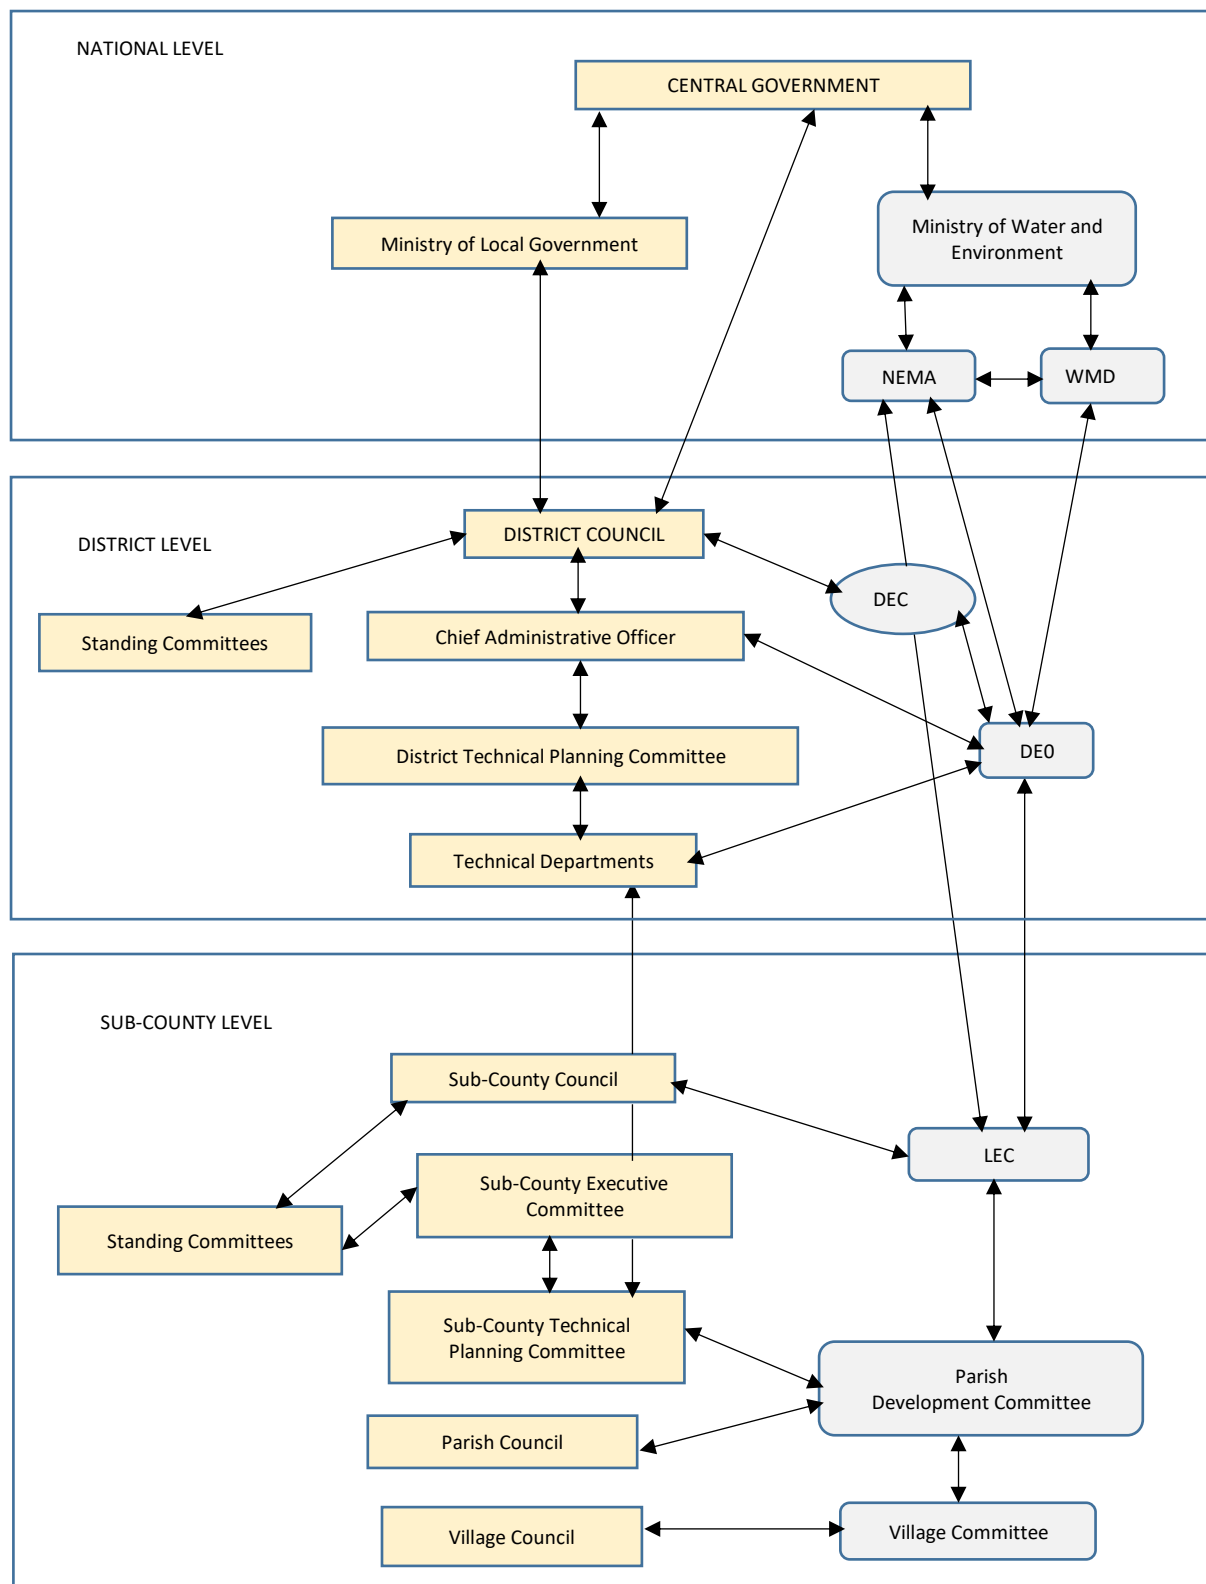 NATIONAL LEVEL
CENTRAL GOVERNMENT
Ministry of Local Government
Ministry of Water and
Environment
NEMA
WMD
DISTRICT LEVEL
DISTRICT COUNCIL
DEC
Standing Committees
Chief Administrative Officer
District Technical Planning Committee
DE0
Technical Departments
SUB-COUNTY LEVEL
Sub-County Council
LEC
Sub-County Executive
Committee
Standing Committees
Sub-County Technical
Planning Committee
Parish
Development Committee
Parish Council
Village Council
Village Committee